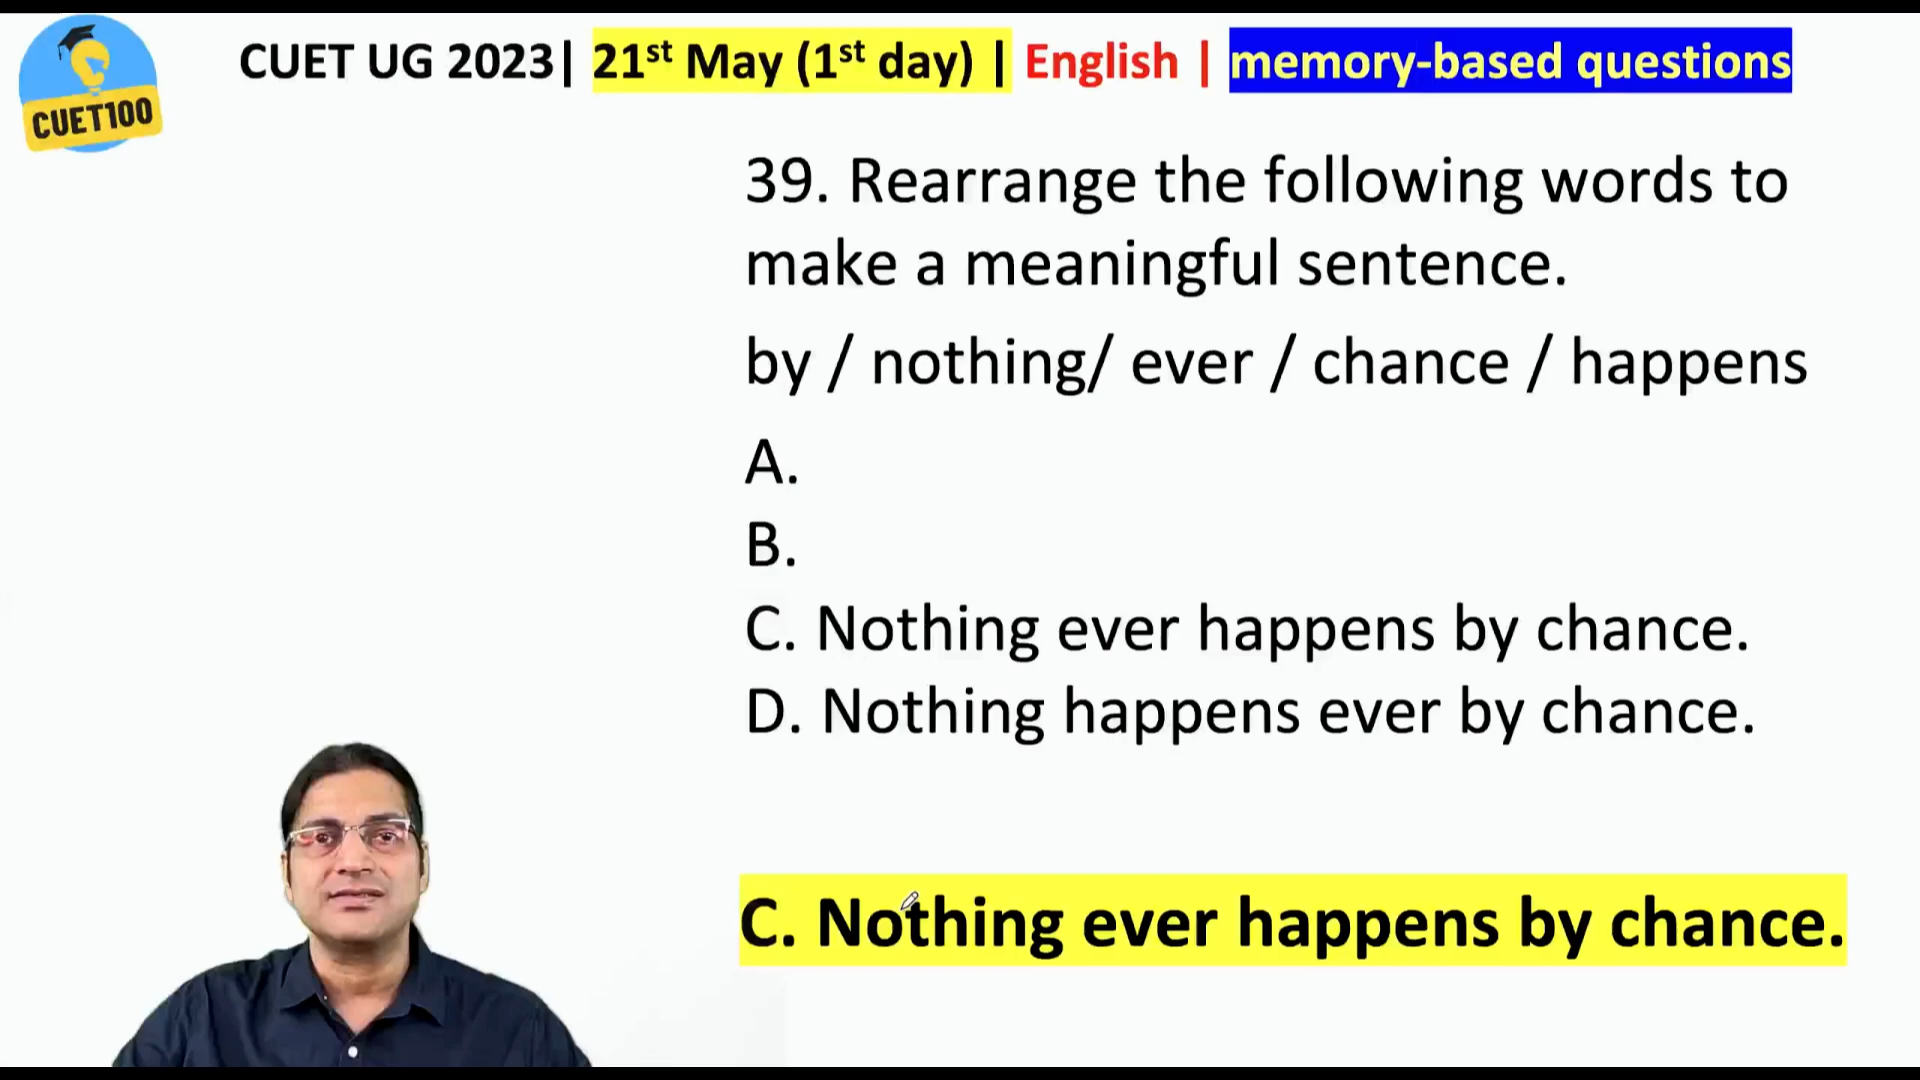 CUET100
CUET UG 2023| 21st May (1st day) | English | memory-based questions
39. Rearrange the following words to
make a meaningful sentence.
by / nothing/ ever / chance / happens
A.
B.
C. Nothing ever happens by chance.
D. Nothing happens ever by chance.
C. Nothing ever happens by chance.